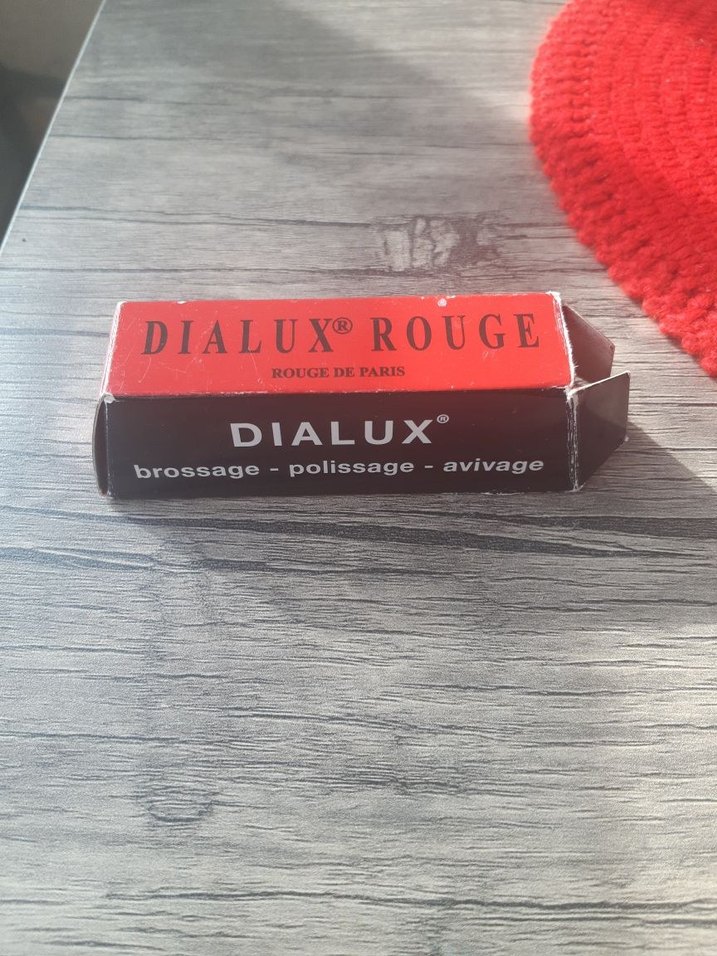 DIALUX® ROUGE
ROUGE DE PARIS
DIALUX®
brossage - polissage - avivage